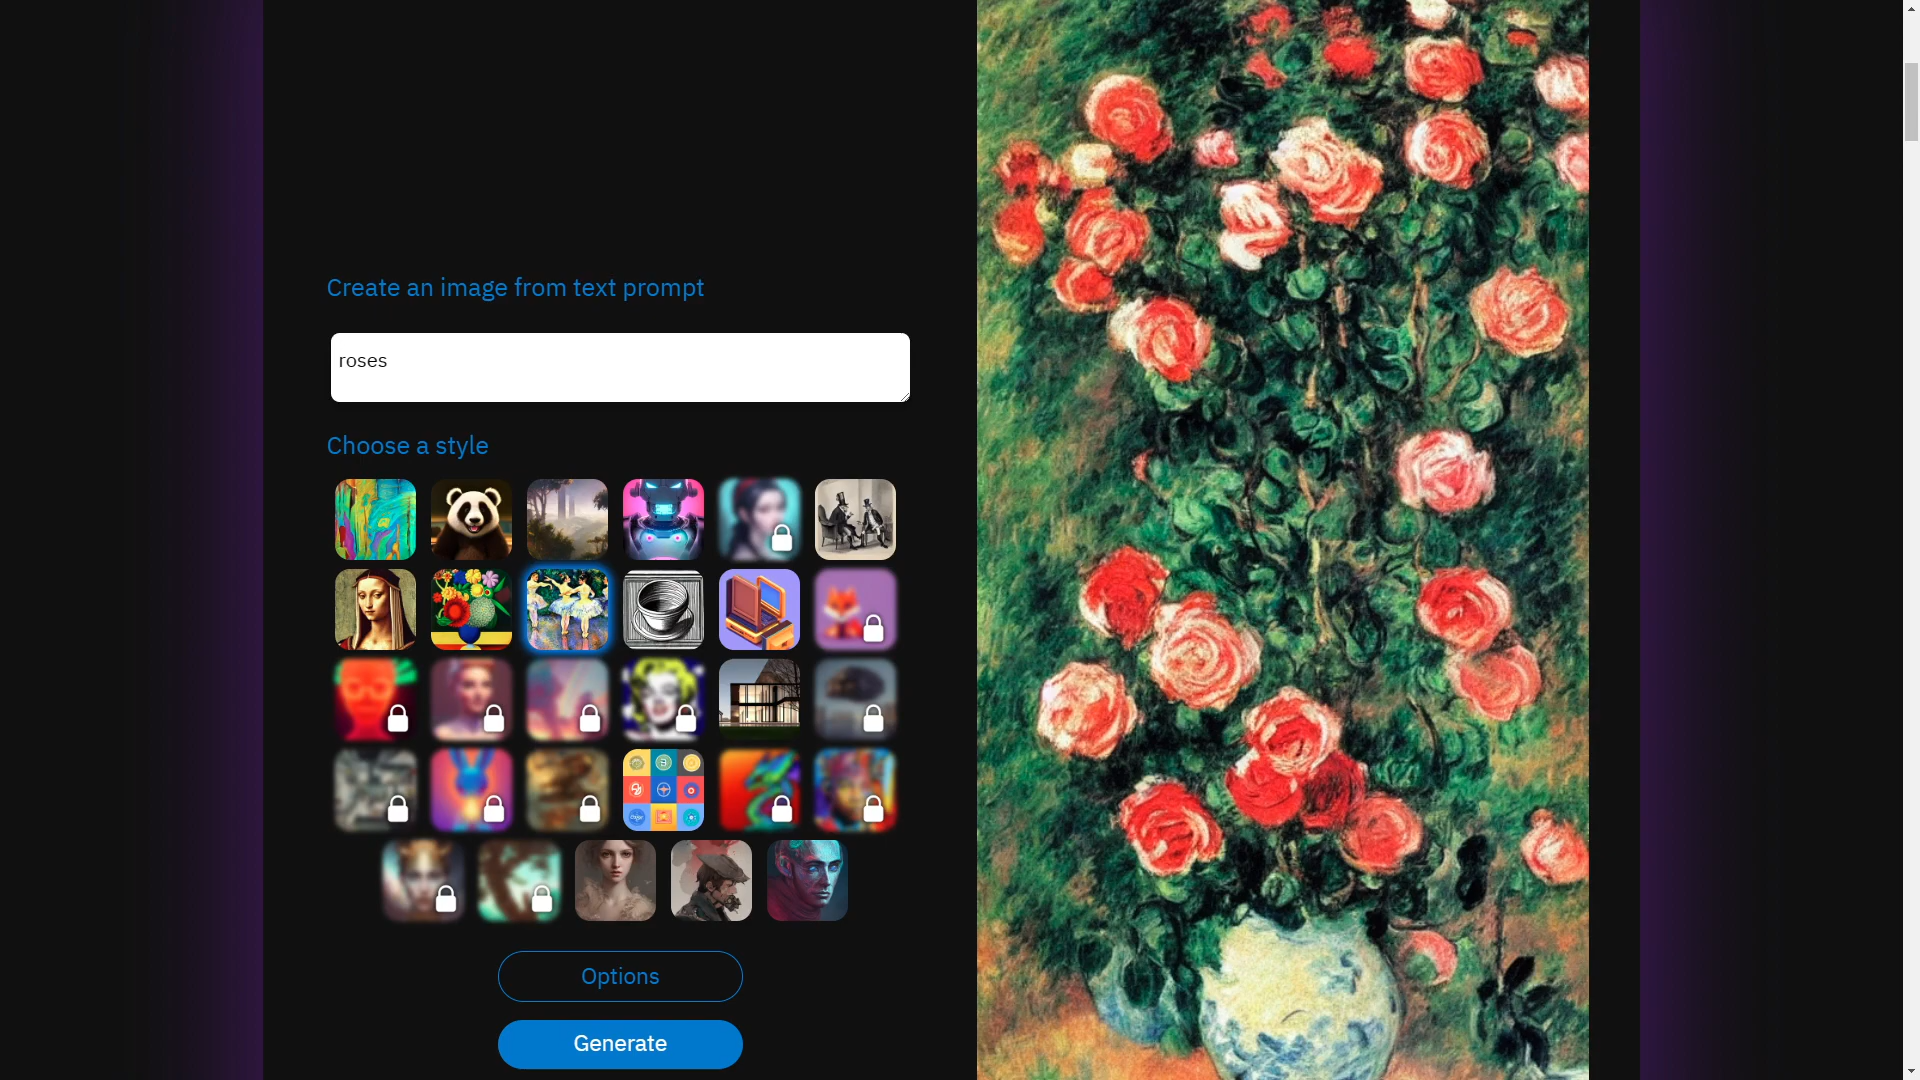 Create an image from text prompt
roses
Choose a style
Options
Generate